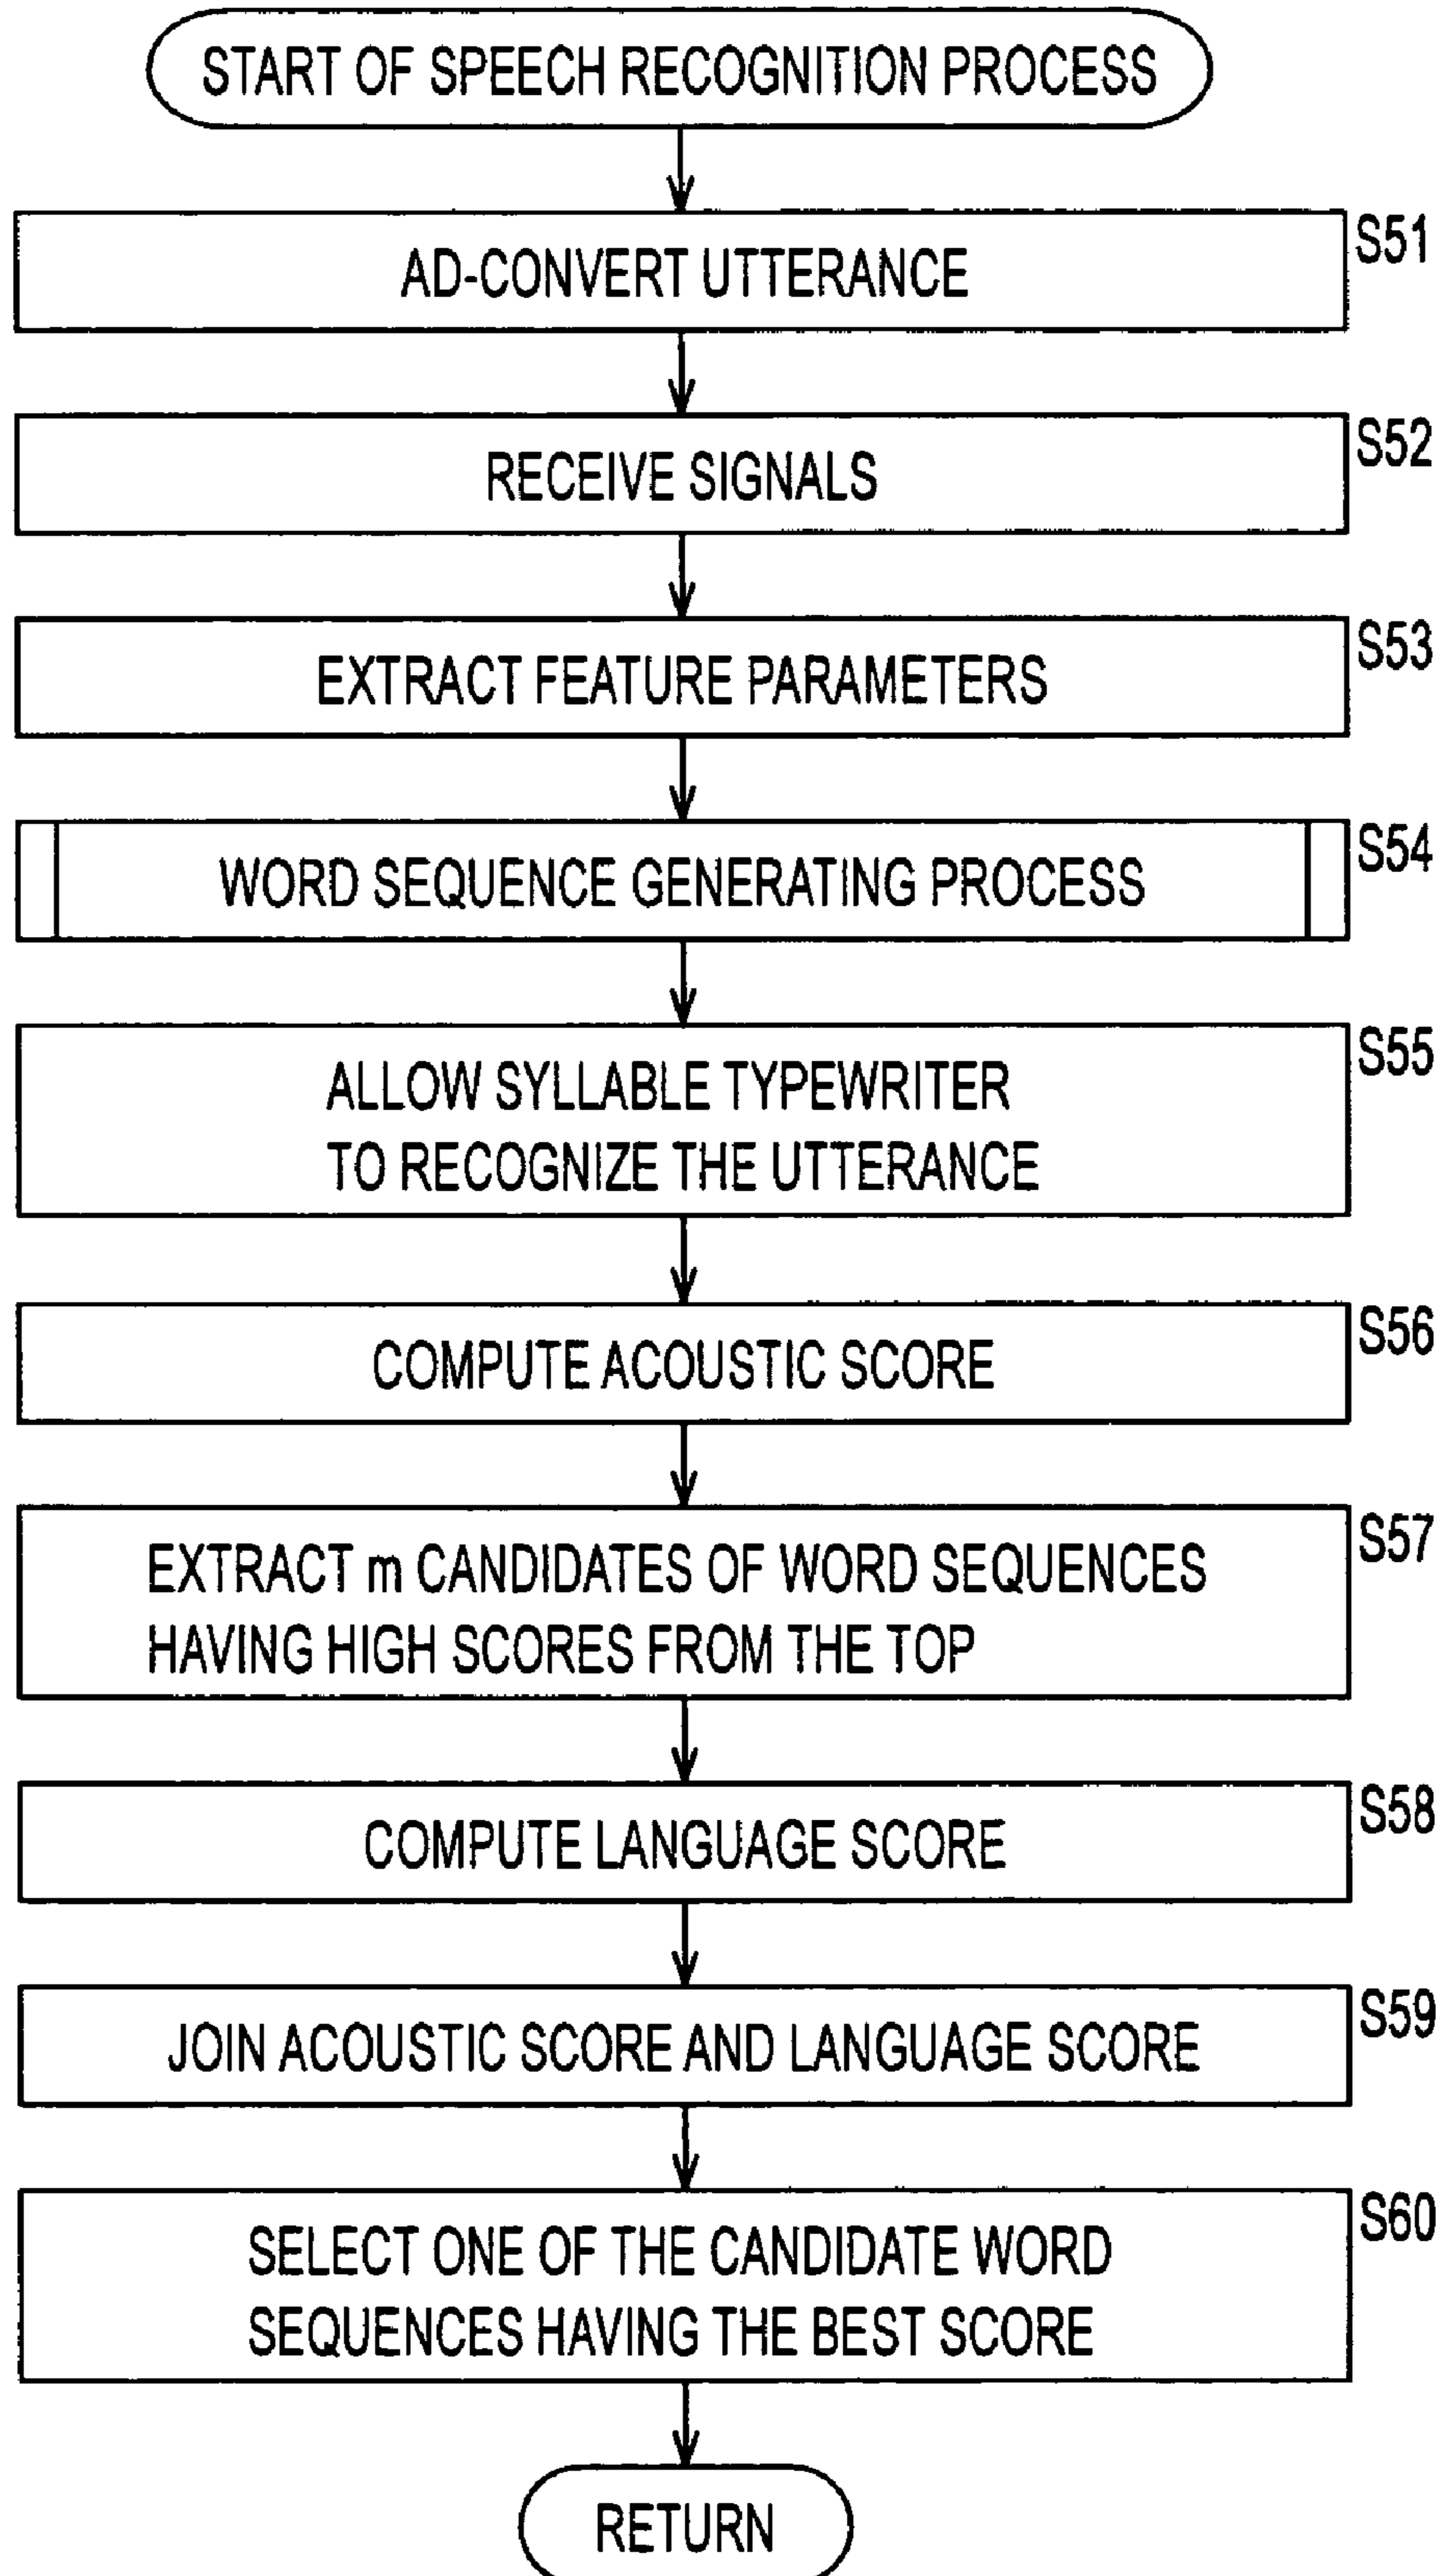 START OF SPEECH RECOGNITION PROCESS
S51
AD-CONVERT UTTERANCE
S52
RECEIVE SIGNALS
S53
EXTRACT FEATURE PARAMETERS
S54
WORD SEQUENCE GENERATING PROCESS
S55
ALLOW SYLLABLE TYPEWRITER
TO RECOGNIZE THE UTTERANCE
S56
COMPUTE ACOUSTIC SCORE
S57
EXTRACT m CANDIDATES OF WORD SEQUENCES
HAVING HIGH SCORES FROM THE TOP
S58
COMPUTE LANGUAGE SCORE
S59
JOIN ACOUSTIC SCORE AND LANGUAGE SCORE
S60
SELECT ONE OF THE CANDIDATE WORD
SEQUENCES HAVING THE BEST SCORE
RETURN